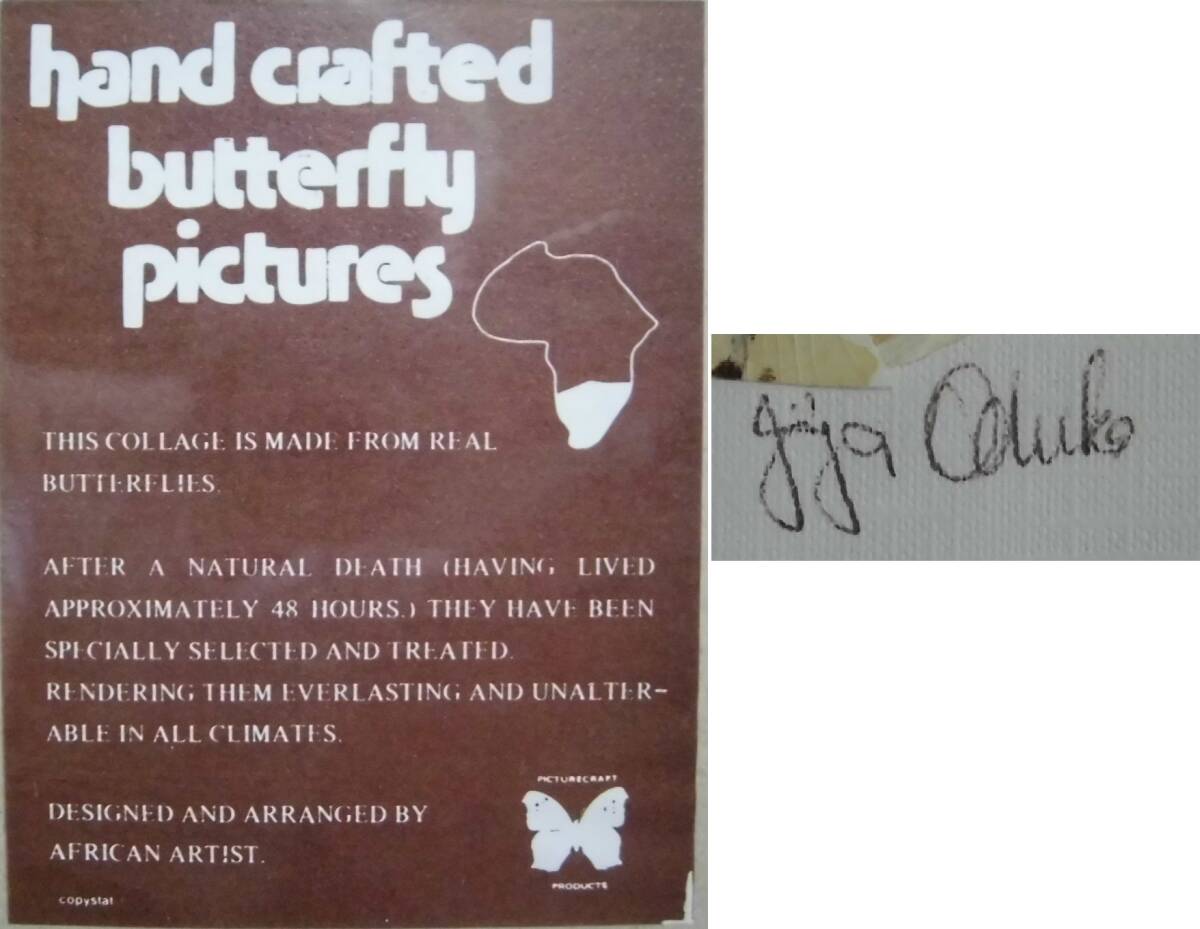 hand crafted
butterfly
pictures
THIS COLLAGE IS MADE FROM REAL
BUTTERFLIES.
AFTER A NATURAL DEATH (HAVING LIVED
APPROXIMATELY 48 HOURS.) THEY HAVE BEEN
SPECIALLY SELECTED AND TREATED.
RENDERING THEM EVERLASTING AND UNALTER-
ABLE IN ALL CLIMATES.
DESIGNED AND ARRANGED BY
AFRICAN ARTIST.
PICTURECRAFT
PRODUCTS
copystat